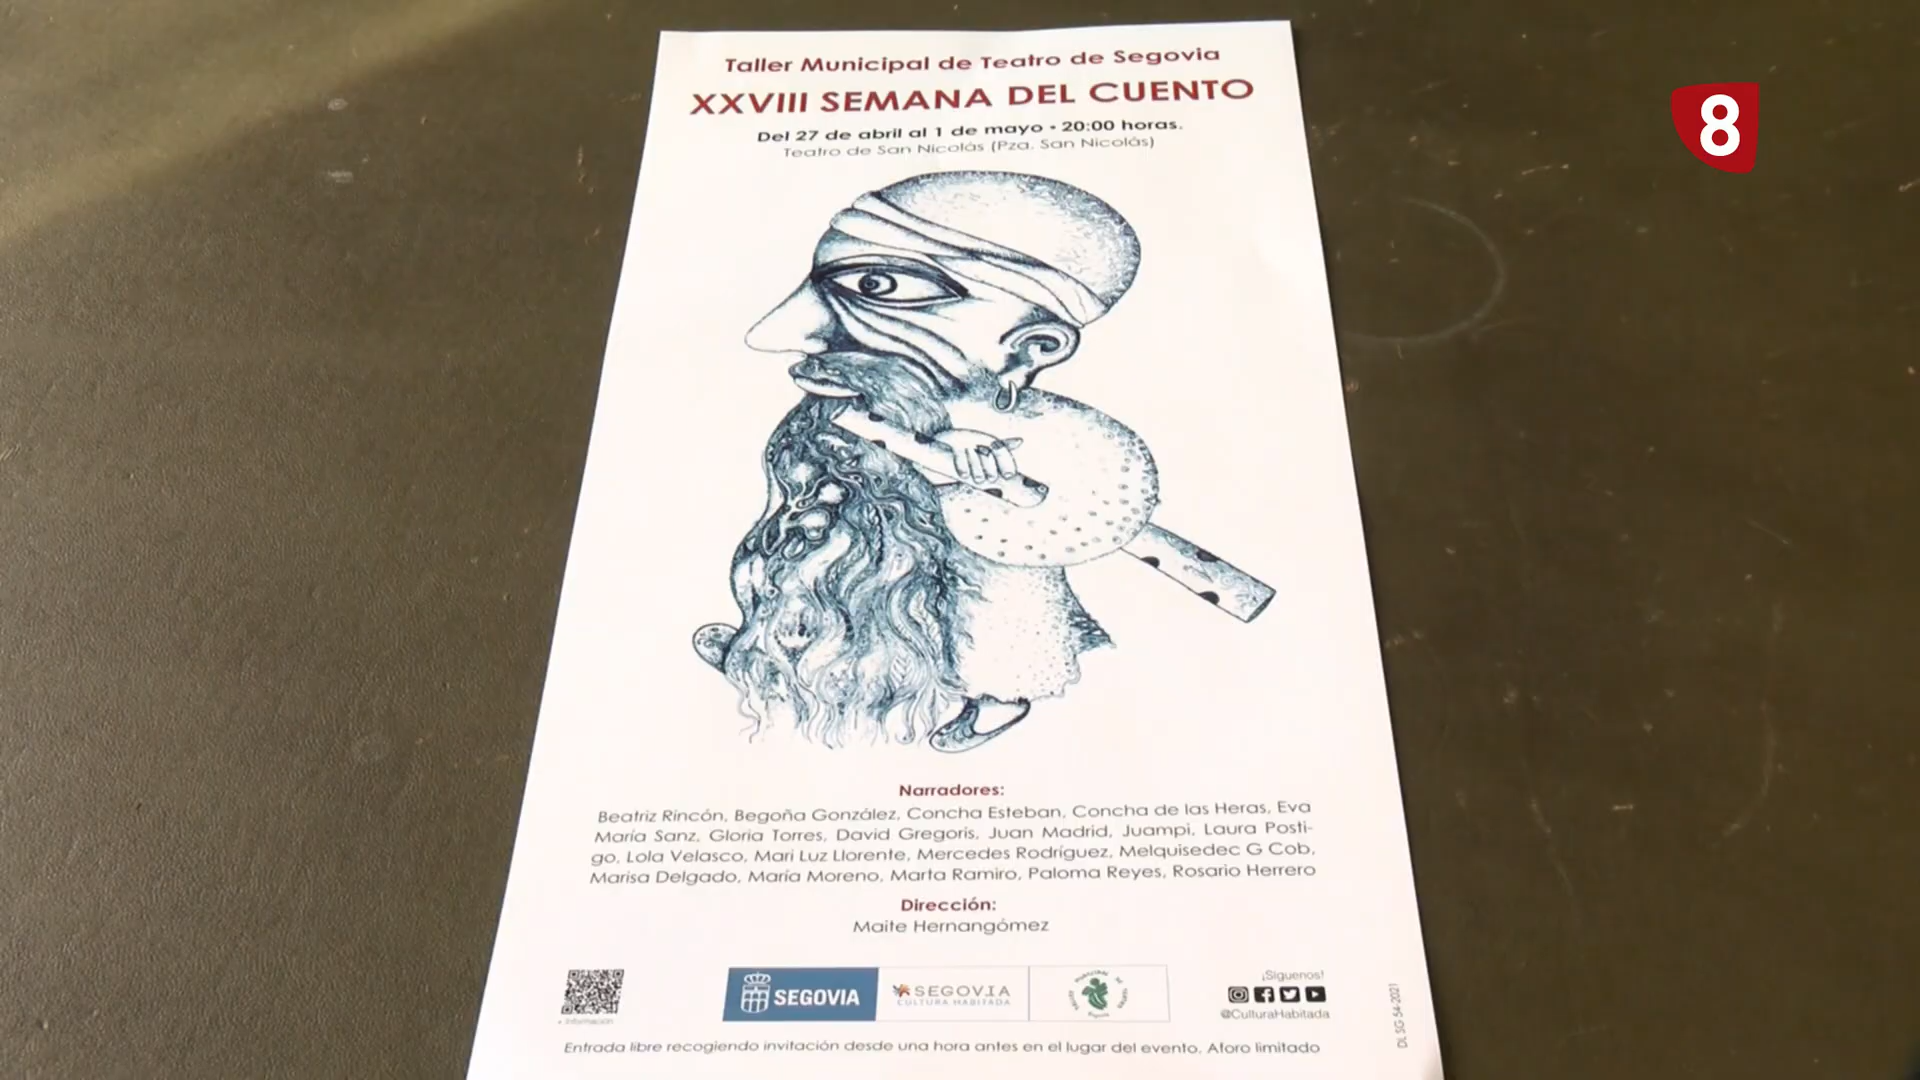 Taller Municipal de Teatro de Segovia
XXVIII SEMANA DEL CUENTO
Del 27 de abril al 1 de mayo • 20:00 horas.
Teatro de San Nicolás (Pza. San Nicolás)
8
Narradores:
Beatriz Rincón, Begoña González, Concha Esteban, Concha de las Heras, Eva
María Sanz, Gloria Torres, David Gregoris, Juan Madrid, Juampi, Laura Posti-
go, Lola Velasco, Mari Luz Llorente, Mercedes Rodríguez, Melquisedec G Cob,
Marisa Delgado, María Moreno, Marta Ramiro, Paloma Reyes, Rosario Herrero
Dirección:
Maite Hernangómez
+ Información
SEGOVIA
SEGOVIA
CULTURA HABITADA
¡Síguenos!
@CulturaHabitada
DL SG 54-2021
Entrada libre recogiendo invitación desde una hora antes en el lugar del evento. Aforo limitado